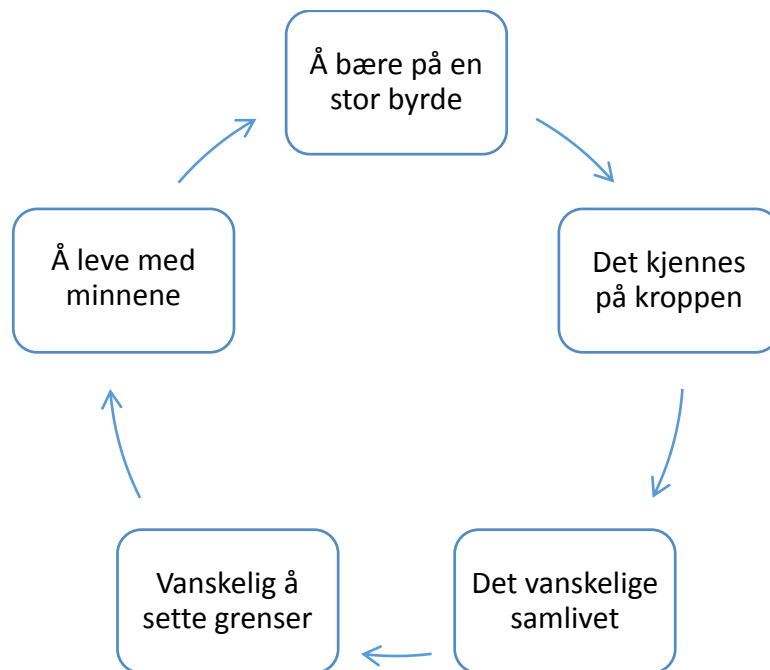 Å bære på en
stor byrde
Det kjennes
på kroppen
Det vanskelige
samlivet
Vanskelig å
sette grenser
Å leve med
minnene